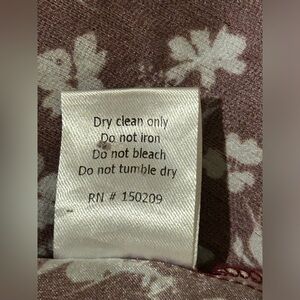 Dry clean only
Do not iron
Do not bleach
Do not tumble dry
RN # 150209